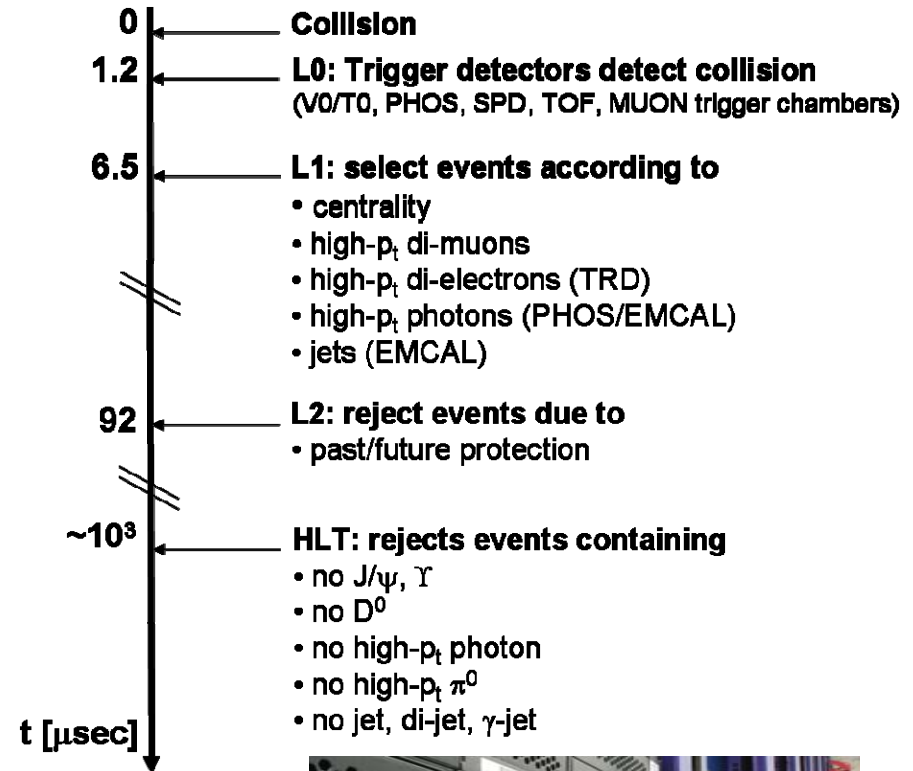 0 Collision
1.2 L0: Trigger detectors detect collision
(V0/T0, PHOS, SPD, TOF, MUON trigger chambers)
6.5 L1: select events according to
• centrality
• high-pt di-muons
• high-pt di-electrons (TRD)
• high-pt photons (PHOS/EMCAL)
• jets (EMCAL)
92 L2: reject events due to
• past/future protection
~10³ HLT: rejects events containing
• no J/ψ, ϒ
• no D⁰
• no high-pt photon
• no high-pt π⁰
• no jet, di-jet, γ-jet
t [μsec]